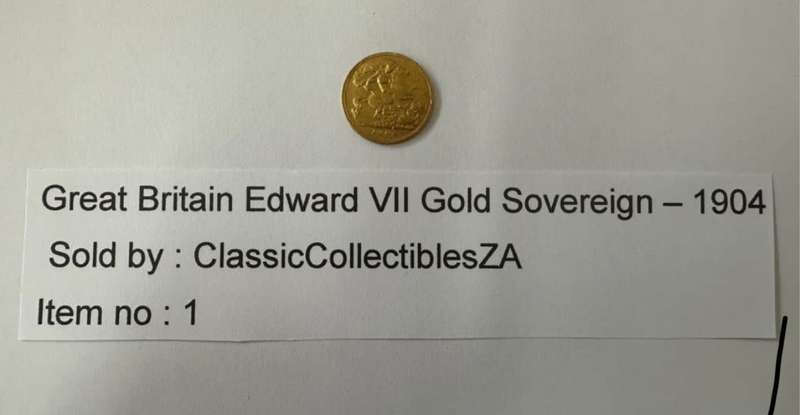 Great Britain Edward VII Gold Sovereign – 1904
Sold by : ClassicCollectiblesZA
Item no : 1